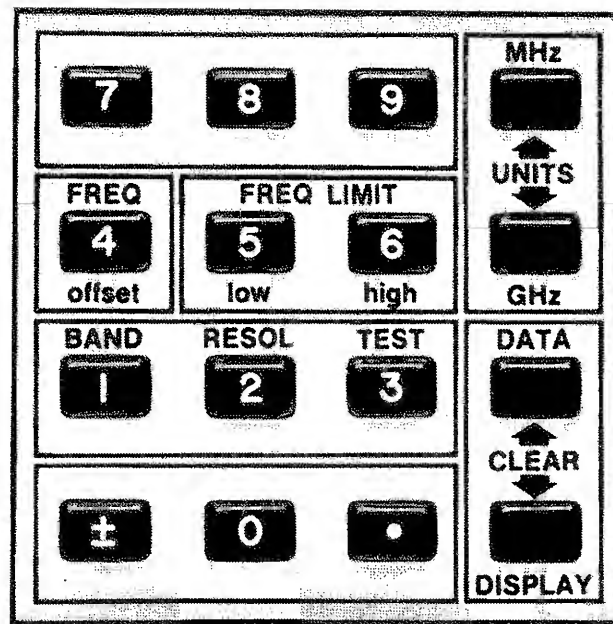 MHz
7 8 9
UNITS
FREQ FREQ LIMIT
4 5 6
offset low high GHz
BAND RESOL TEST DATA
1 2 3
CLEAR
± 0 •
DISPLAY